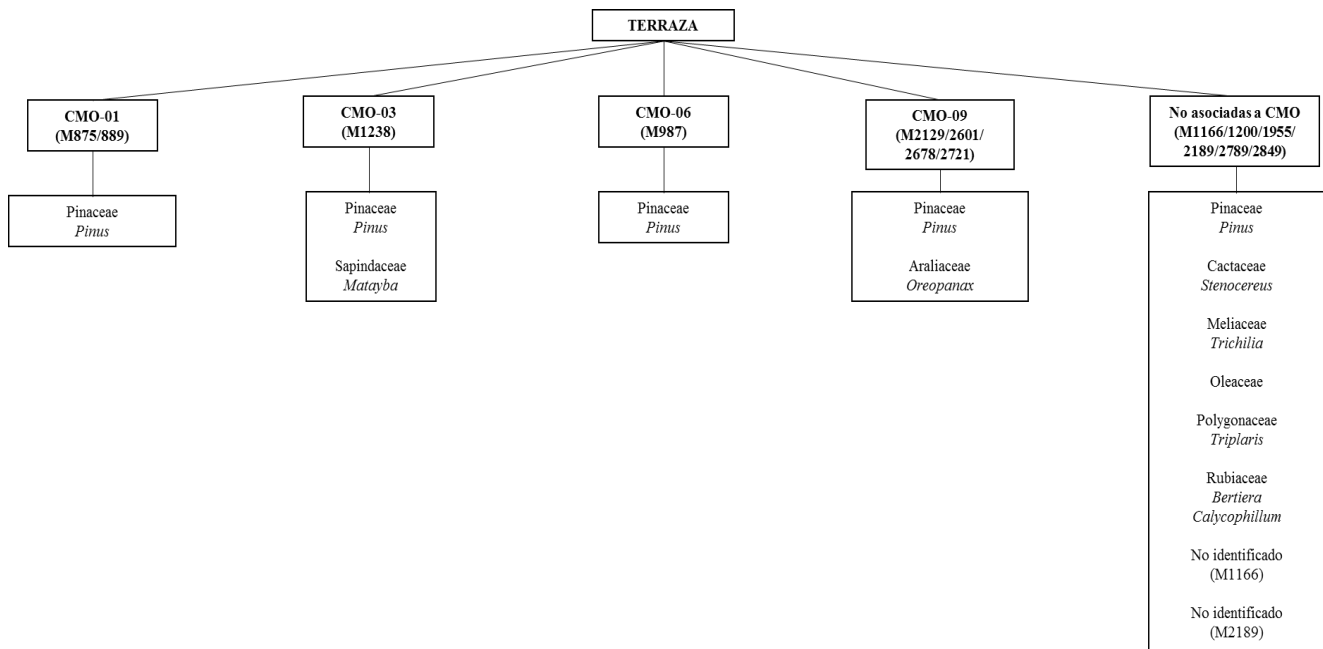 TERRAZA
CMO-01
(M875/889)
Pinaceae
Pinus
CMO-03
(M1238)
Pinaceae
Pinus
Sapindaceae
Matayba
CMO-06
(M987)
Pinaceae
Pinus
CMO-09
(M2129/2601/
2678/2721)
Pinaceae
Pinus
Araliaceae
Oreopanax
No asociadas a CMO
(M1166/1200/1955/
2189/2789/2849)
Pinaceae
Pinus
Cactaceae
Stenocereus
Meliaceae
Trichilia
Oleaceae
Polygonaceae
Triplaris
Rubiaceae
Bertiera
Calycophillum
No identificado
(M1166)
No identificado
(M2189)